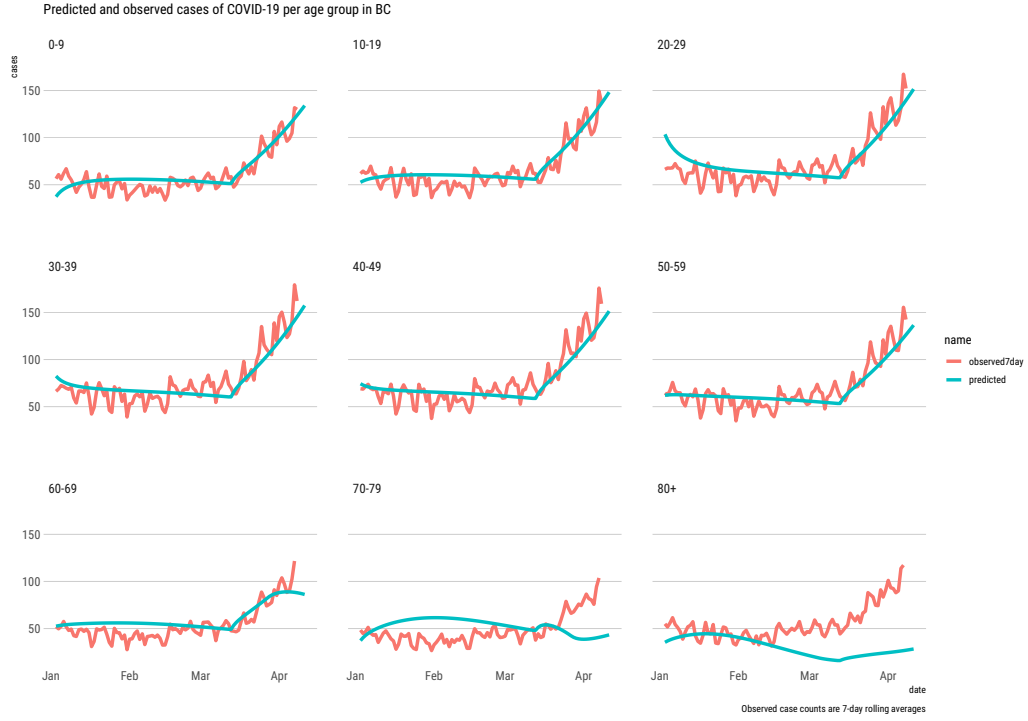 Predicted and observed cases of COVID-19 per age group in BC
0-9
10-19
20-29
cases
150
100
50
30-39
40-49
50-59
150
100
50
name
observed7day
predicted
60-69
70-79
80+
150
100
50
Jan Feb Mar Apr
Jan Feb Mar Apr
Jan Feb Mar Apr
date
Observed case counts are 7-day rolling averages